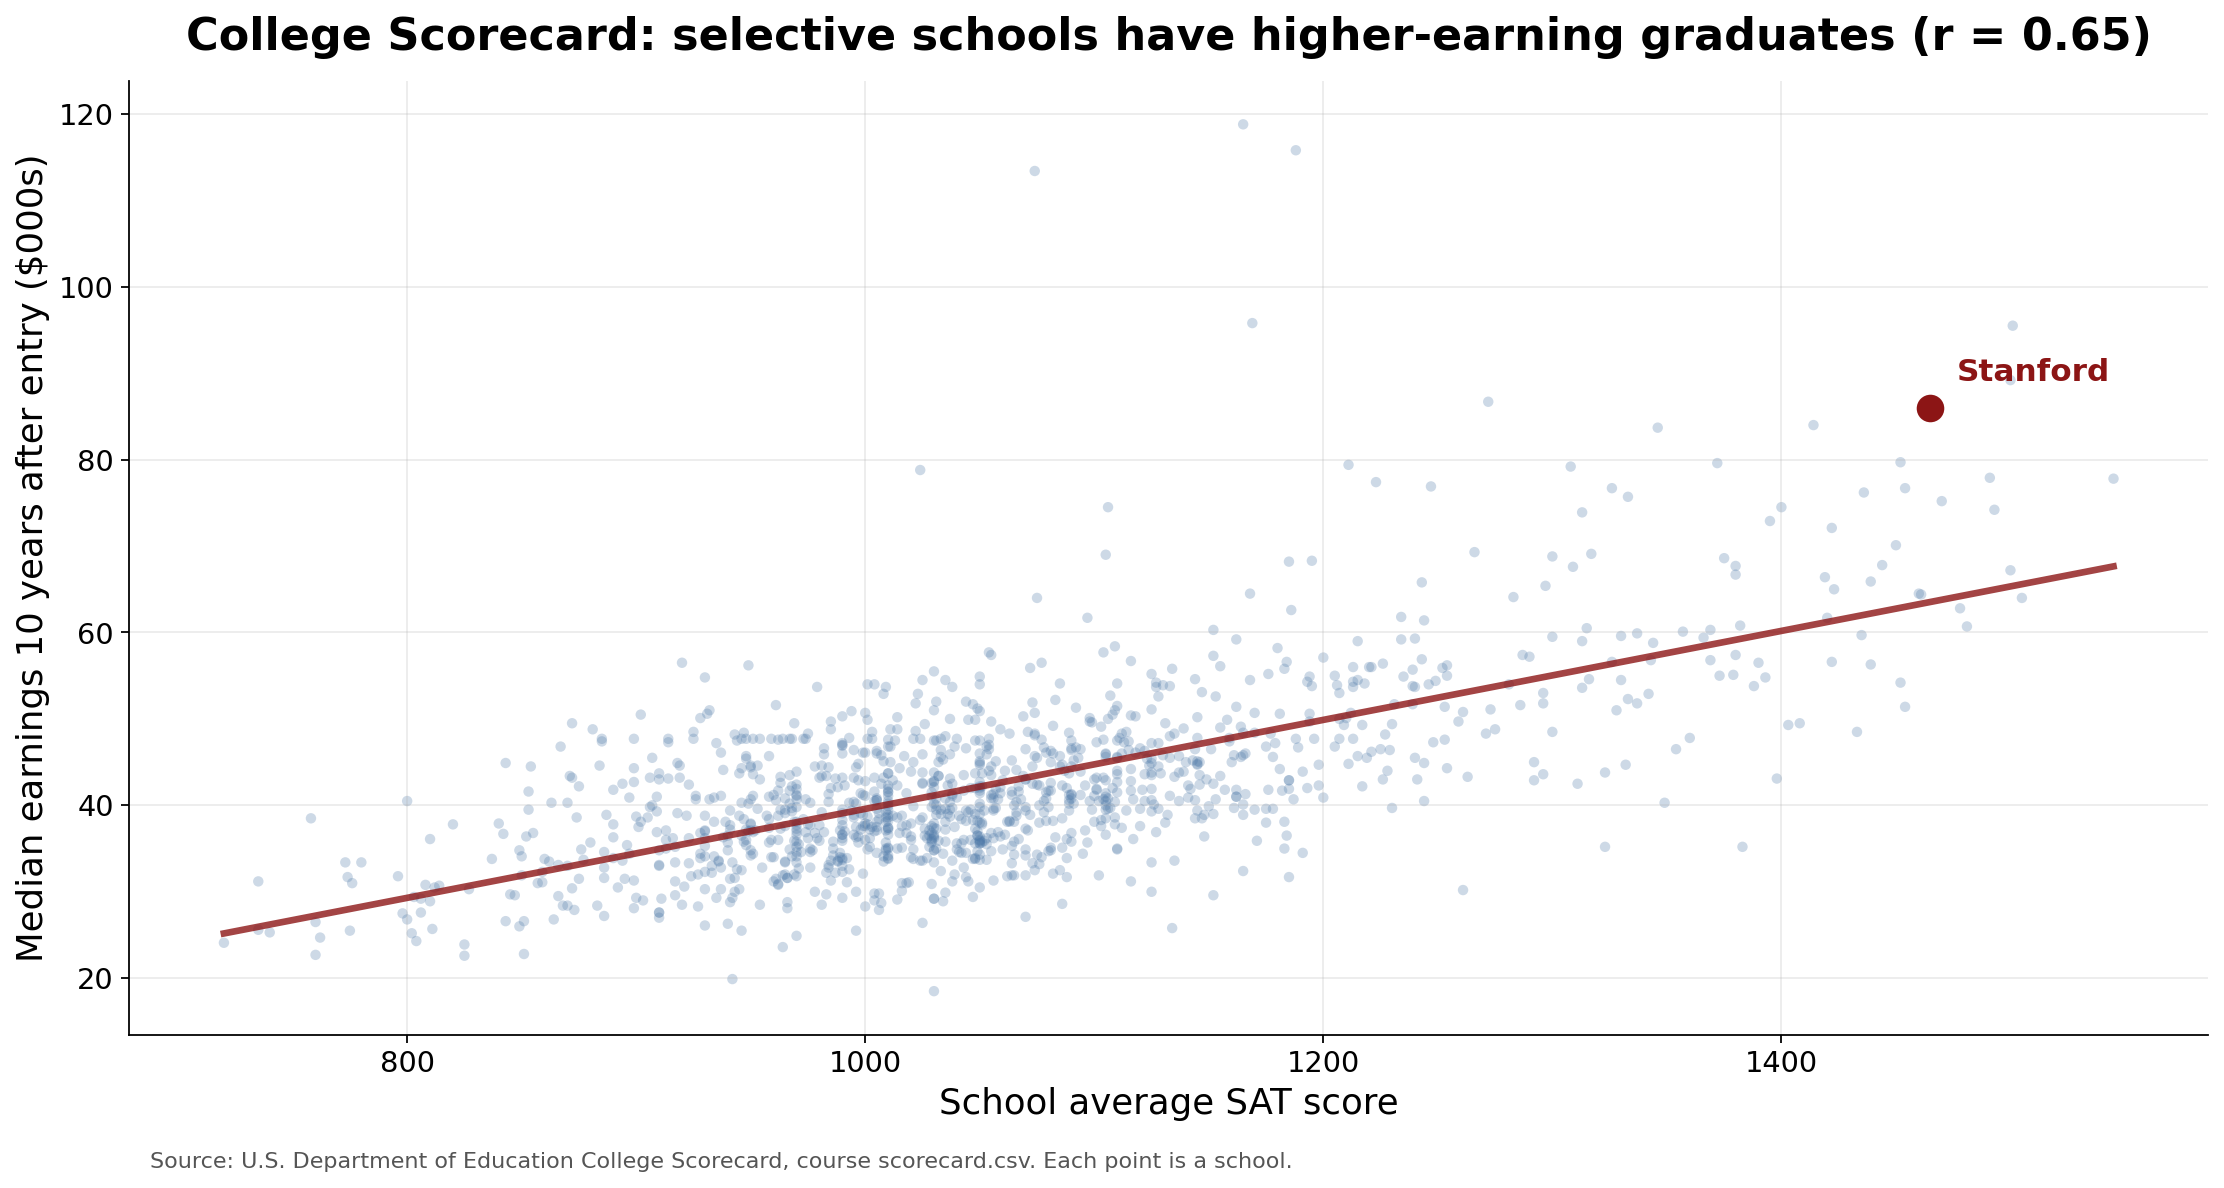 College Scorecard: selective schools have higher-earning graduates (r = 0.65)
Median earnings 10 years after entry ($000s)
120
100
80
60
40
20
Stanford
800
1000
1200
1400
School average SAT score
Source: U.S. Department of Education College Scorecard, course scorecard.csv. Each point is a school.